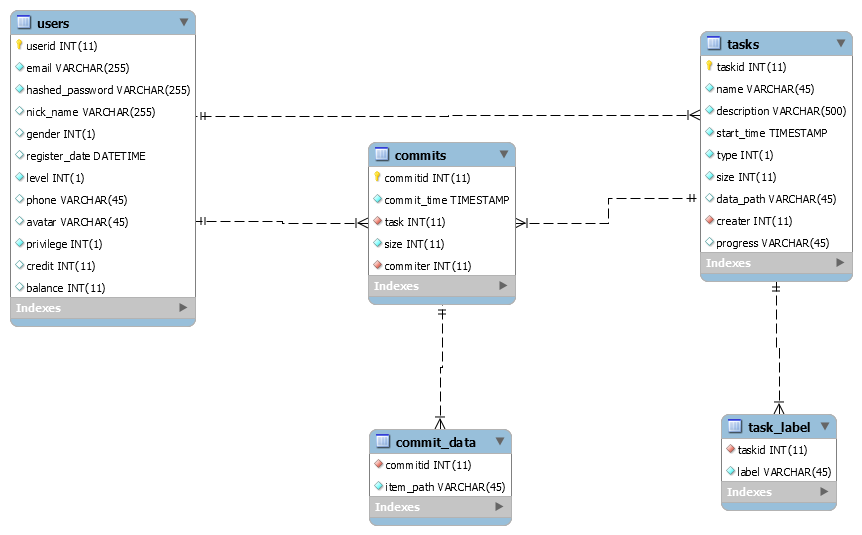 users
userid INT(11)
email VARCHAR(255)
hashed_password VARCHAR(255)
nick_name VARCHAR(255)
gender INT(1)
register_date DATETIME
level INT(1)
phone VARCHAR(45)
avatar VARCHAR(45)
privilege INT(1)
credit INT(11)
balance INT(11)
Indexes
commits
commitid INT(11)
commit_time TIMESTAMP
task INT(11)
size INT(11)
commiter INT(11)
Indexes
tasks
taskid INT(11)
name VARCHAR(45)
description VARCHAR(500)
start_time TIMESTAMP
type INT(1)
size INT(11)
data_path VARCHAR(45)
creater INT(11)
progress VARCHAR(45)
Indexes
commit_data
commitid INT(11)
item_path VARCHAR(45)
Indexes
task_label
taskid INT(11)
label VARCHAR(45)
Indexes